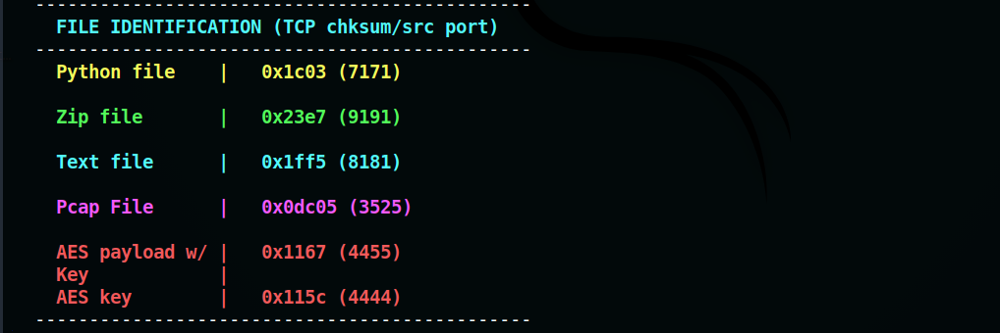 ----------------------------------------------
FILE IDENTIFICATION (TCP chksum/src port)
----------------------------------------------
Python file    |   0x1c03 (7171)
Zip file       |   0x23e7 (9191)
Text file      |   0x1ff5 (8181)
Pcap File      |   0x0dc05 (3525)
AES payload w/ |   0x1167 (4455)
Key            |
AES key        |   0x115c (4444)
----------------------------------------------